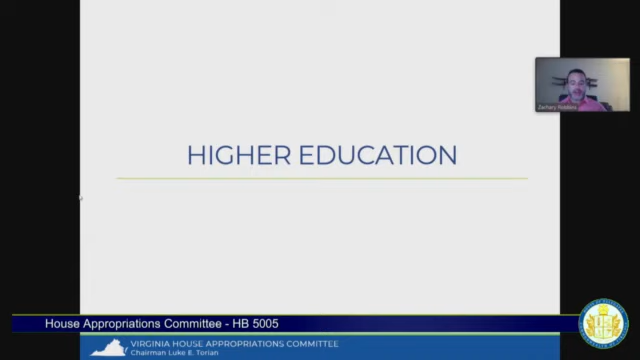 Zachary Robbins
HIGHER EDUCATION
House Appropriations Committee - HB 5005
VIRGINIA HOUSE APPROPRIATIONS COMMITTEE
Chairman Luke E. Torian